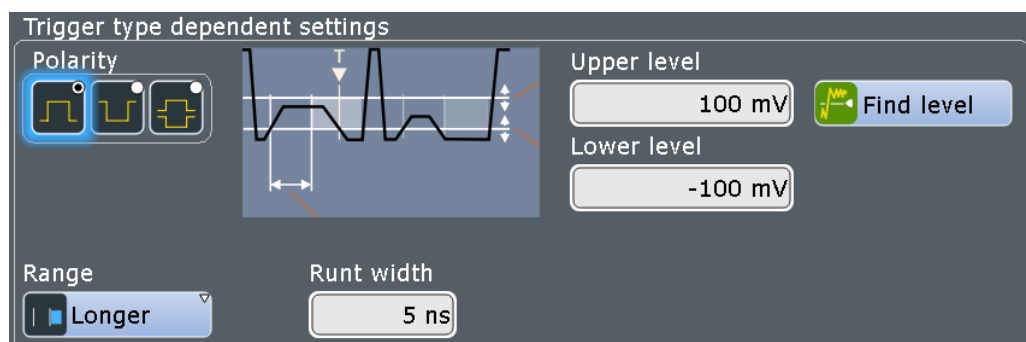 Trigger type dependent settings
Polarity
T
Upper level
100 mV
Find level
N
Lower level
-100 mV
Range
Runt width
Longer
5 ns